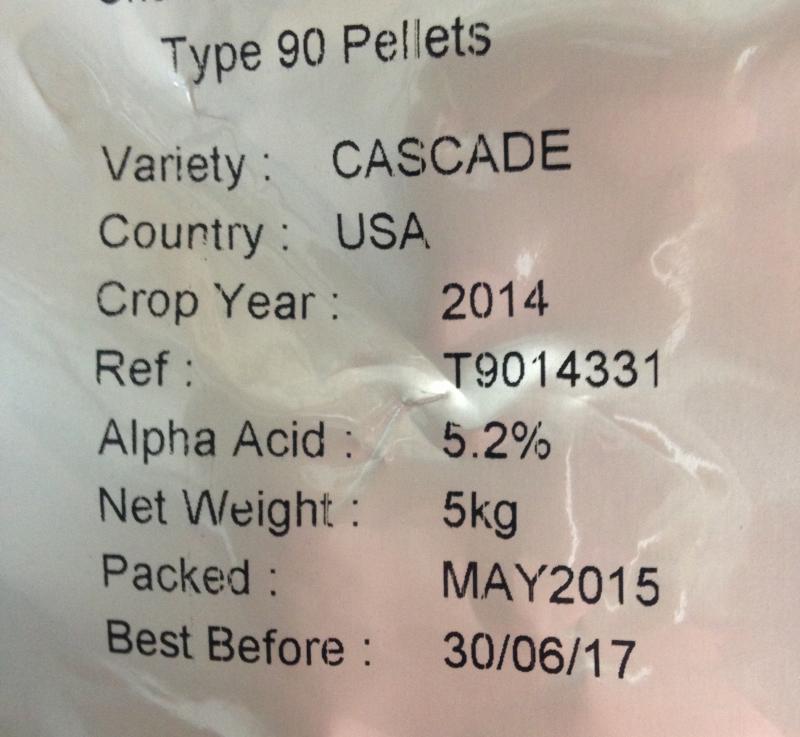 Type 90 Pellets
Variety : CASCADE
Country : USA
Crop Year : 2014
Ref : T9014331
Alpha Acid : 5.2%
Net Weight : 5kg
Packed : MAY2015
Best Before : 30/06/17